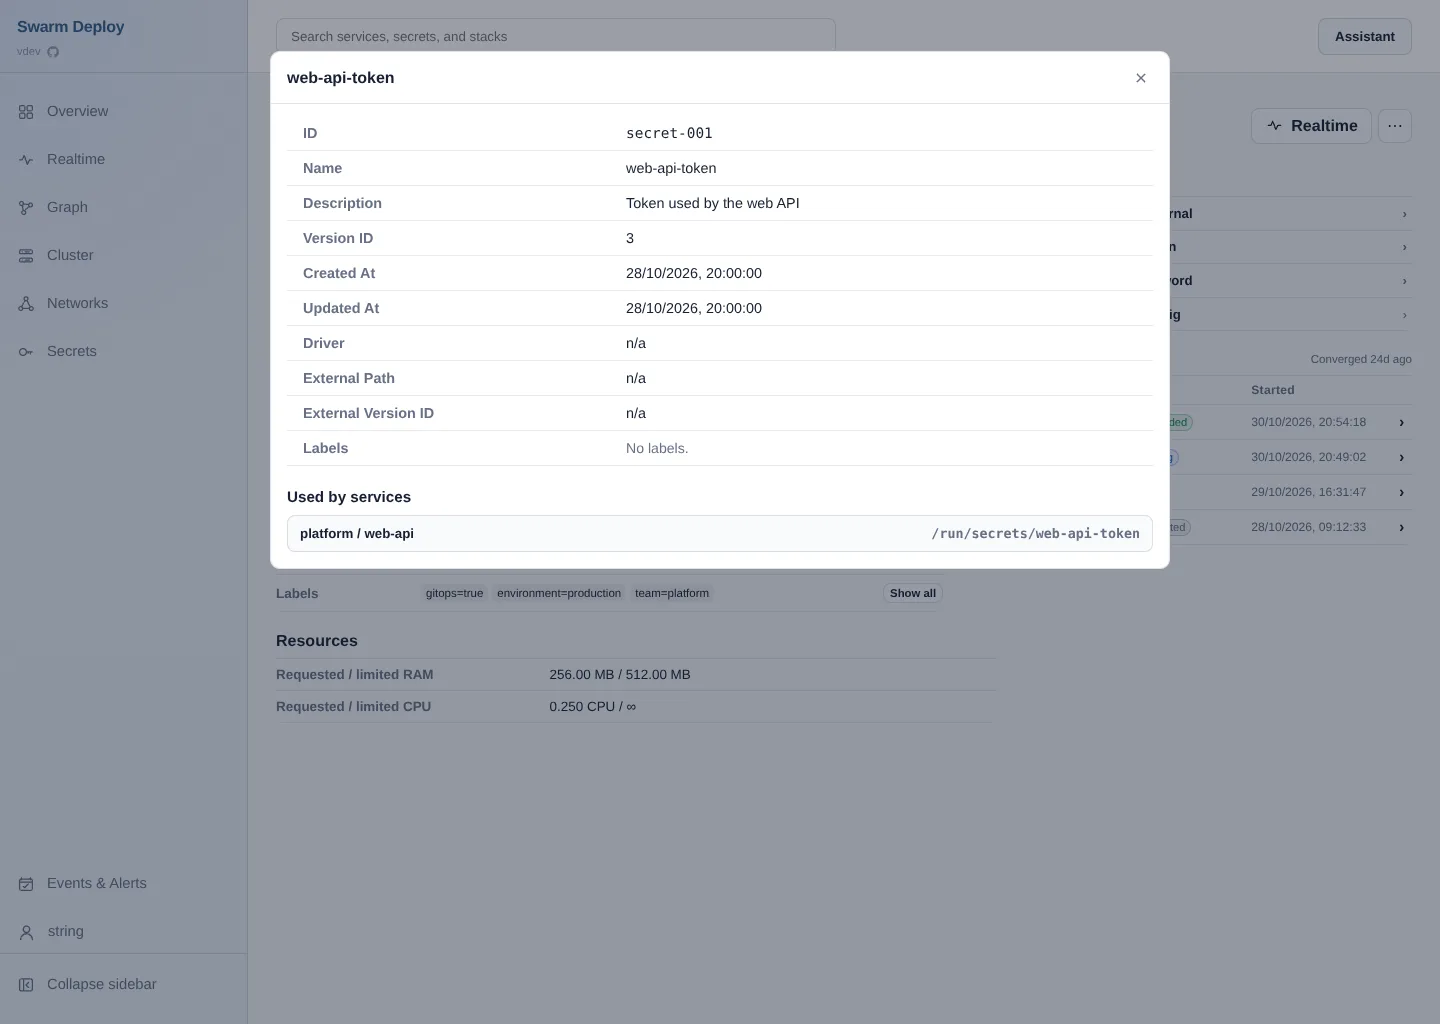 Swarm Deploy
vdev
Search services, secrets, and stacks
Assistant
Overview
Realtime
Graph
Cluster
Networks
Secrets
Events & Alerts
string
Collapse sidebar
web-api-token
×
ID secret-001
Name web-api-token
Description Token used by the web API
Version ID 3
Created At 28/10/2026, 20:00:00
Updated At 28/10/2026, 20:00:00
Driver n/a
External Path n/a
External Version ID n/a
Labels No labels.
Used by services
platform / web-api /run/secrets/web-api-token
Realtime ...
Converged 24d ago
Started
30/10/2026, 20:54:18
30/10/2026, 20:49:02
29/10/2026, 16:31:47
28/10/2026, 09:12:33
Labels gitops=true environment=production team=platform Show all
Resources
Requested / limited RAM 256.00 MB / 512.00 MB
Requested / limited CPU 0.250 CPU / ∞